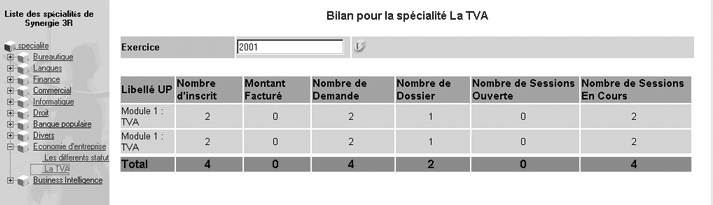 Liste des spécialités de
Synergie 3R
specialite
Bureautique
Langues
Finance
Commercial
Informatique
Droit
Banque populaire
Divers
Economie d'entreprise
Les differents statut
La TVA
Business Intelligence
Bilan pour la spécialité La TVA
Exercice 2001
Libellé UP Nombre d'inscrit Montant Facturé Nombre de Demande Nombre de Dossier Nombre de Sessions Ouverte Nombre de Sessions En Cours
Module 1 : TVA 2 0 2 1 0 2
Module 1 : TVA 2 0 2 1 0 2
Total 4 0 4 2 0 4